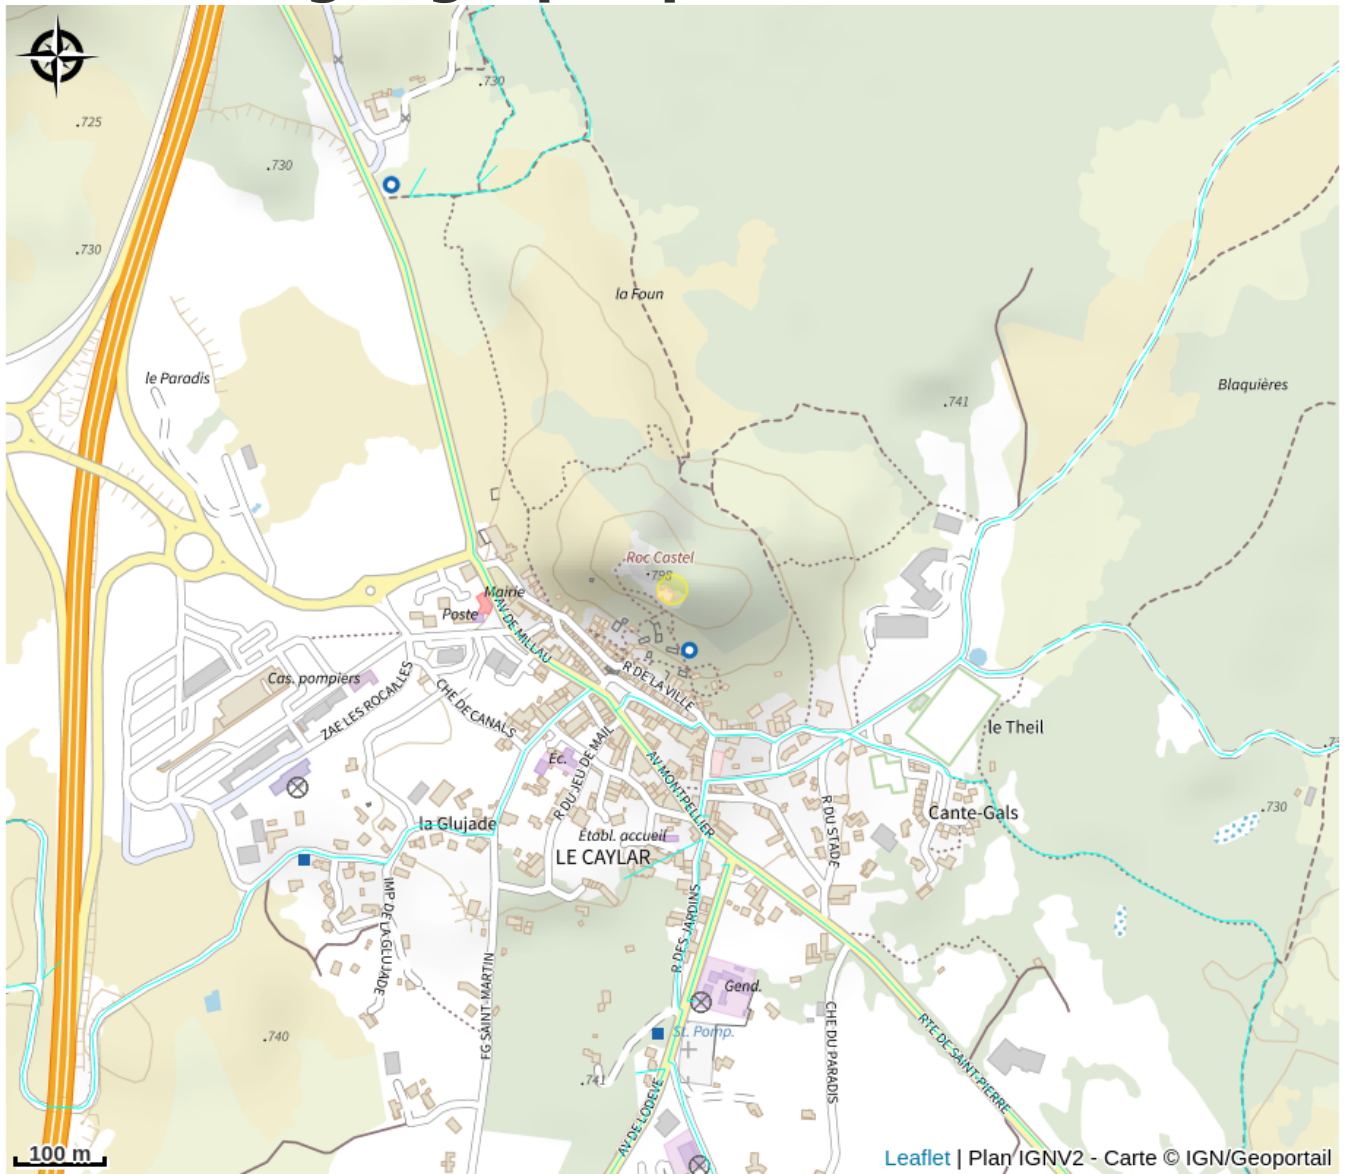 .730
.725
.730
.730
la Foun
le Paradis
Blaquières
.741
Roc Castel
Mairie
Poste
AV DE MILLAU
R DE LA VILLE
Cas. pompiers
ZAE LES ROCAILLES
CHE DE CANALS
le Theil
Éc.
R DU JEU DE MAIL
AV MONTPELLIER
R DU STADE
Cante-Gals
.730
la Glujade
Établ. accueil
LE CAYLAR
IMP DE LA GLUJADE
R DES JARDINS
FG SAINT-MARTIN
Gend.
St. Pomp.
CHE DU PARADIS
RTE DE SAINT-PIERRE
.740
.741
AV DE LODÈVE
100 m
Leaflet | Plan IGNV2 - Carte © IGN/Geoportail